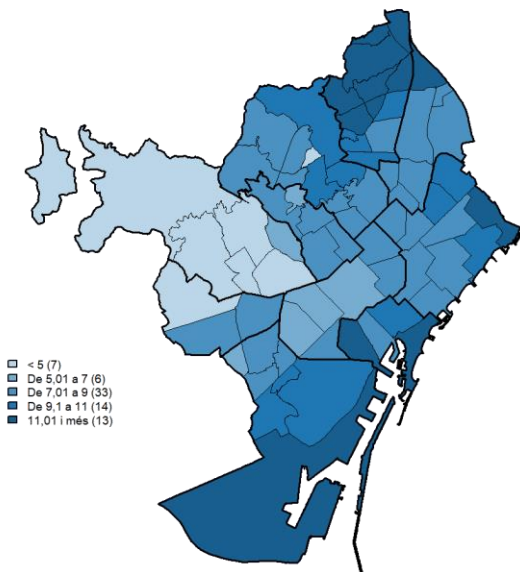 < 5 (7)
De 5,01 a 7 (6)
De 7,01 a 9 (33)
De 9,1 a 11 (14)
11,01 i més (13)